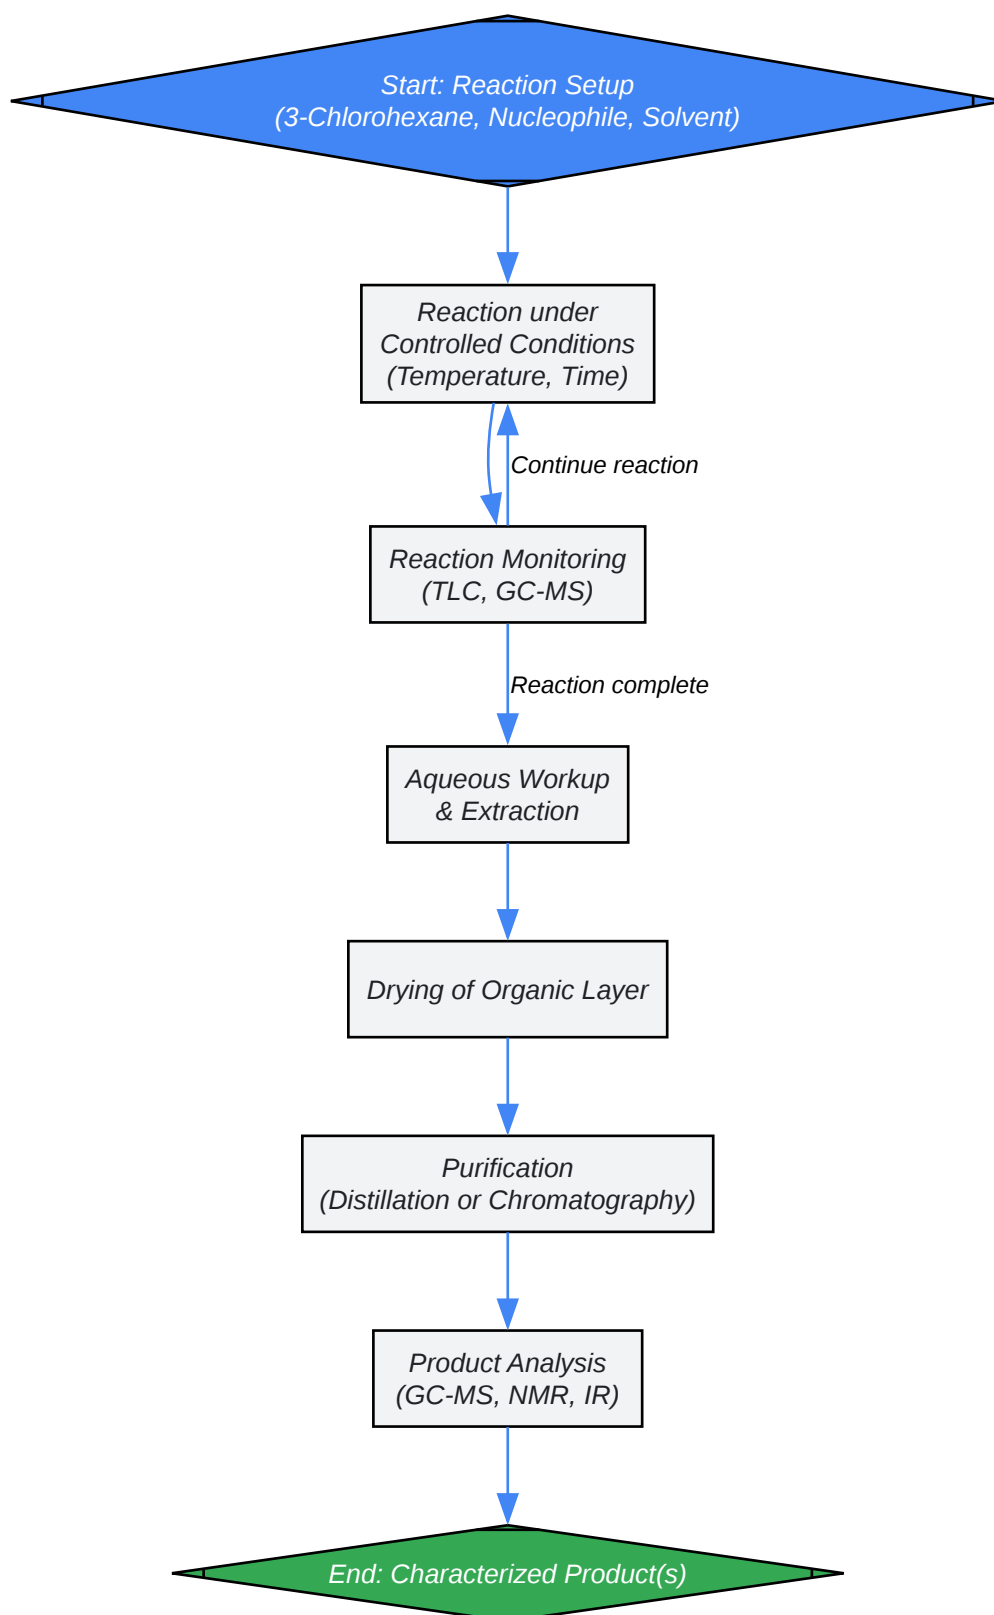 Start: Reaction Setup
(3-Chlorohexane, Nucleophile, Solvent)
Reaction under
Controlled Conditions
(Temperature, Time)
Continue reaction
Reaction Monitoring
(TLC, GC-MS)
Reaction complete
Aqueous Workup
& Extraction
Drying of Organic Layer
Purification
(Distillation or Chromatography)
Product Analysis
(GC-MS, NMR, IR)
End: Characterized Product(s)